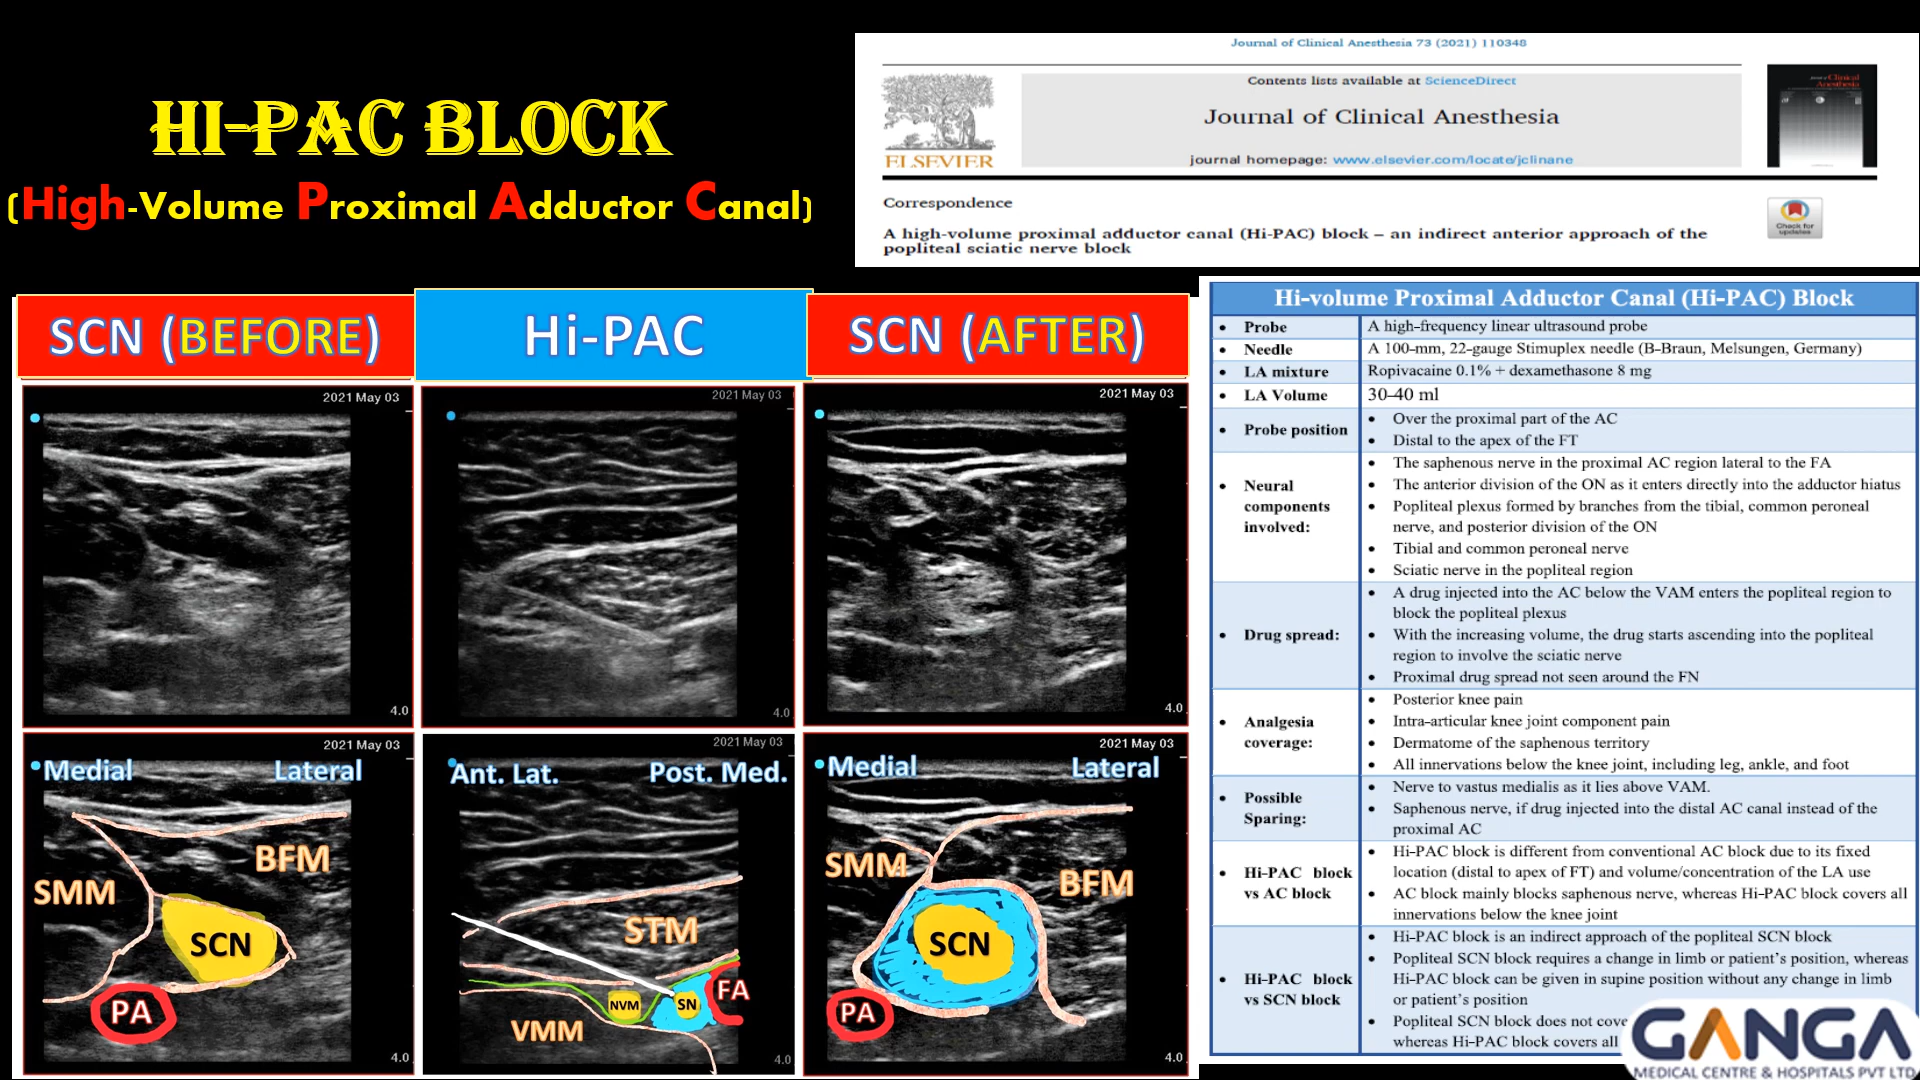 HI-PAC BLOCK
(High-Volume Proximal Adductor Canal)
Journal of Clinical Anesthesia 73 (2021) 110348
Contents lists available at ScienceDirect
Journal of Clinical Anesthesia
journal homepage: www.elsevier.com/locate/jclinane
ELSEVIER
Correspondence
A high-volume proximal adductor canal (Hi-PAC) block – an indirect anterior approach of the
popliteal sciatic nerve block
Check for
updates
SCN (BEFORE)
Hi-PAC
SCN (AFTER)
2021 May 03
4.0
2021 May 03
4.0
2021 May 03
4.0
2021 May 03
Medial
Lateral
BFM
SMM
SCN
PA
4.0
2021 May 03
Ant. Lat.
Post. Med.
STM
FA
NVM
SN
VMM
4.0
2021 May 03
Medial
Lateral
SMM
BFM
SCN
PA
4.0
Hi-volume Proximal Adductor Canal (Hi-PAC) Block
• Probe
A high-frequency linear ultrasound probe
• Needle
A 100-mm, 22-gauge Stimuplex needle (B-Braun, Melsungen, Germany)
• LA mixture
Ropivacaine 0.1% + dexamethasone 8 mg
• LA Volume
30-40 ml
• Probe position
• Over the proximal part of the AC
• Distal to the apex of the FT
• Neural
components
involved:
• The saphenous nerve in the proximal AC region lateral to the FA
• The anterior division of the ON as it enters directly into the adductor hiatus
• Popliteal plexus formed by branches from the tibial, common peroneal
nerve, and posterior division of the ON
• Tibial and common peroneal nerve
• Sciatic nerve in the popliteal region
• Drug spread:
• A drug injected into the AC below the VAM enters the popliteal region to
block the popliteal plexus
• With the increasing volume, the drug starts ascending into the popliteal
region to involve the sciatic nerve
• Proximal drug spread not seen around the FN
• Analgesia
coverage:
• Posterior knee pain
• Intra-articular knee joint component pain
• Dermatome of the saphenous territory
• All innervations below the knee joint, including leg, ankle, and foot
• Possible
Sparing:
• Nerve to vastus medialis as it lies above VAM.
• Saphenous nerve, if drug injected into the distal AC canal instead of the
proximal AC
• Hi-PAC block
vs AC block
• Hi-PAC block is different from conventional AC block due to its fixed
location (distal to apex of FT) and volume/concentration of the LA use
• AC block mainly blocks saphenous nerve, whereas Hi-PAC block covers all
innervations below the knee joint
• Hi-PAC block
vs SCN block
• Hi-PAC block is an indirect approach of the popliteal SCN block
• Popliteal SCN block requires a change in limb or patient's position, whereas
Hi-PAC block can be given in supine position without any change in limb
or patient's position
• Popliteal SCN block does not cove
whereas Hi-PAC block covers all
GANGA
MEDICAL CENTRE & HOSPITALS PVT LTD